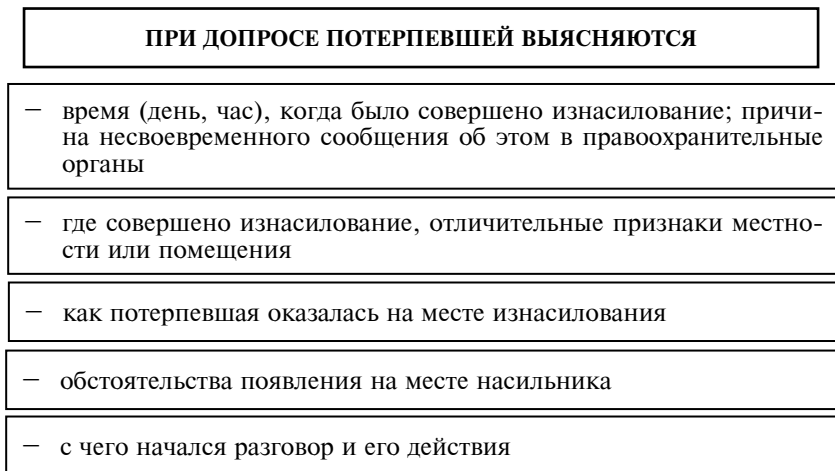 ПРИ ДОПРОСЕ ПОТЕРПЕВШЕЙ ВЫЯСНЯЮТСЯ
– время (день, час), когда было совершено изнасилование; причи-
на несвоевременного сообщения об этом в правоохранительные
органы
– где совершено изнасилование, отличительные признаки местно-
сти или помещения
– как потерпевшая оказалась на месте изнасилования
– обстоятельства появления на месте насильника
– с чего начался разговор и его действия